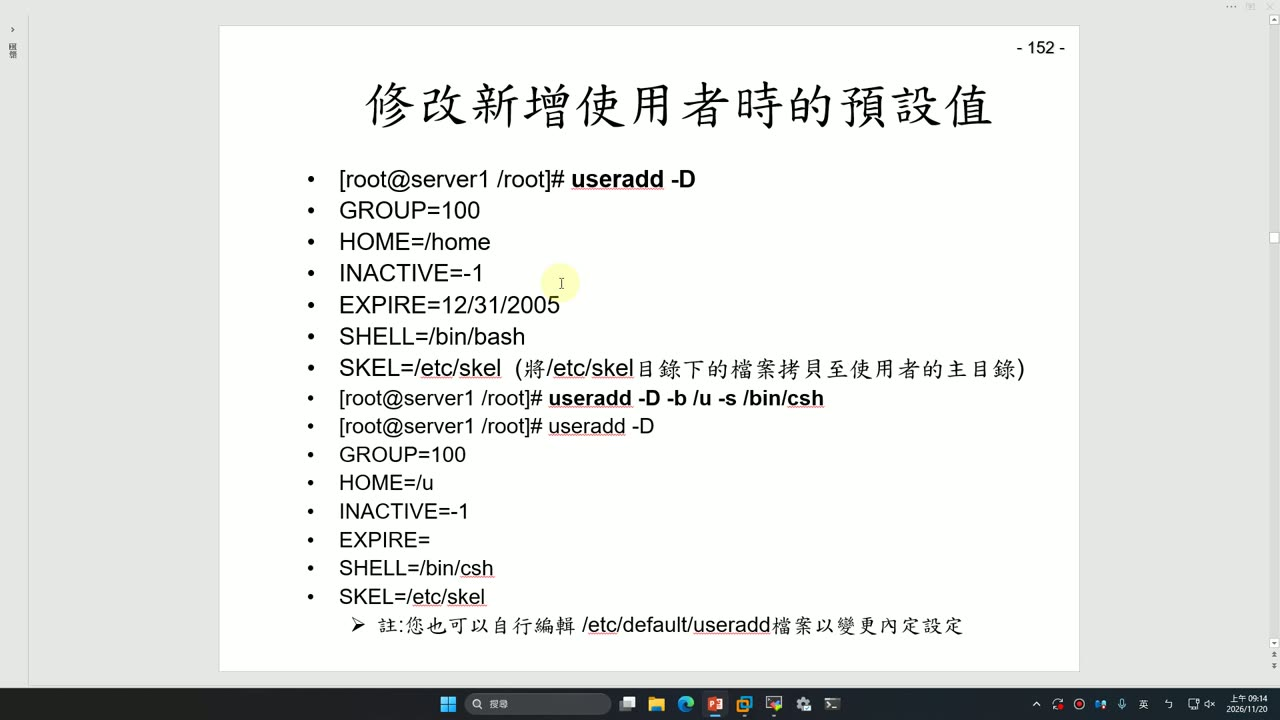 - 152 -
修改新增使用者時的預設值
• [root@server1 /root]# useradd -D
• GROUP=100
• HOME=/home
• INACTIVE=-1
• EXPIRE=12/31/2005
• SHELL=/bin/bash
• SKEL=/etc/skel (將/etc/skel目錄下的檔案拷貝至使用者的主目錄)
• [root@server1 /root]# useradd -D -b /u -s /bin/csh
• [root@server1 /root]# useradd -D
• GROUP=100
• HOME=/u
• INACTIVE=-1
• EXPIRE=
• SHELL=/bin/csh
• SKEL=/etc/skel
➢ 註:您也可以自行編輯 /etc/default/useradd檔案以變更內定設定
搜尋
英
ㄅ
上午 09:14
2026/11/20